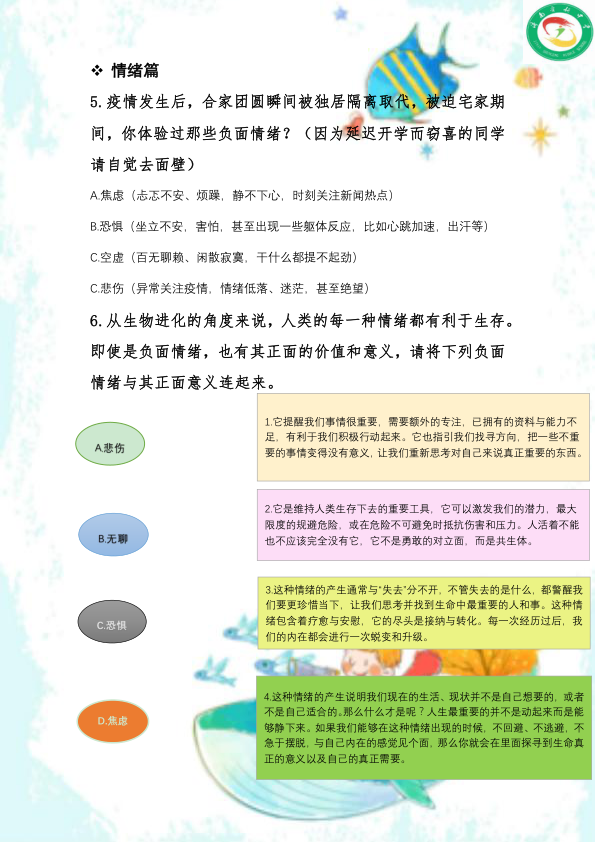 ❖ 情绪篇
5.疫情发生后，合家团圆瞬间被独居隔离取代，被迫宅家期
间，你体验过那些负面情绪？（因为延迟开学而窃喜的同学
请自觉去面壁）
A.焦虑（忐忑不安、烦躁，静不下心，时刻关注新闻热点）
B.恐惧（坐立不安，害怕，甚至出现一些躯体反应，比如心跳加速，出汗等）
C.空虚（百无聊赖、闲散寂寞，干什么都提不起劲）
C.悲伤（异常关注疫情，情绪低落、迷茫，甚至绝望）
6.从生物进化的角度来说，人类的每一种情绪都有利于生存。
即使是负面情绪，也有其正面的价值和意义，请将下列负面
情绪与其正面意义连起来。
A.悲伤
1.它提醒我们事情很重要，需要额外的专注，已拥有的资料与能力不
足，有利于我们积极行动起来。它也指引我们找寻方向，把一些不重
要的事情变得没有意义，让我们重新思考对自己来说真正重要的东西。
B.无聊
2.它是维持人类生存下去的重要工具，它可以激发我们的潜力，最大
限度的规避危险，或在危险不可避免时抵抗伤害和压力。人活着不能
也不应该完全没有它，它不是勇敢的对立面，而是共生体。
C.恐惧
3.这种情绪的产生通常与“失去”分不开，不管失去的是什么，都警醒我
们要更珍惜当下，让我们思考并找到生命中最重要的人和事。这种情
绪包含着疗愈与安慰，它的尽头是接纳与转化。每一次经历过后，我
们的内在都会进行一次蜕变和升级。
D.焦虑
4.这种情绪的产生说明我们现在的生活、现状并不是自己想要的，或者
不是自己适合的。那么什么才是呢？人生最重要的并不是动起来而是能
够静下来。如果我们能够在这种情绪出现的时候，不回避、不逃避，不
急于摆脱，与自己内在的感觉见个面，那么你就会在里面探寻到生命真
正的意义以及自己的真正需要。